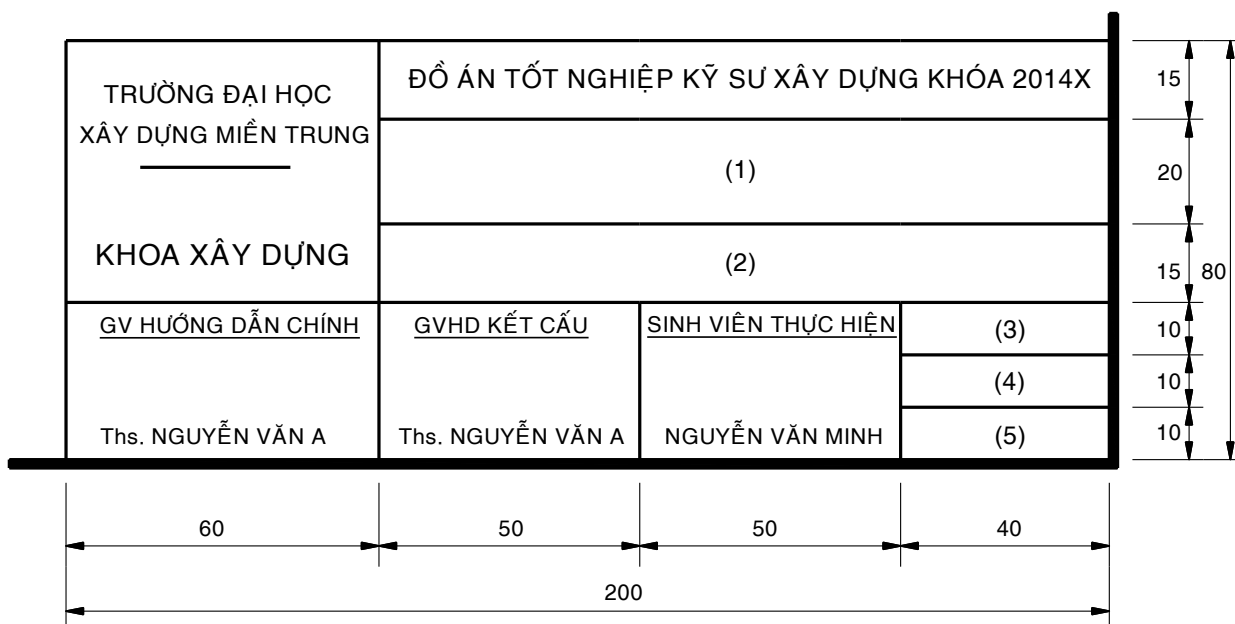 TRƯỜNG ĐẠI HỌC
XÂY DỰNG MIỀN TRUNG
KHOA XÂY DỰNG
ĐỒ ÁN TỐT NGHIỆP KỸ SƯ XÂY DỰNG KHÓA 2014X
(1)
(2)
GV HƯỚNG DẪN CHÍNH
Ths. NGUYỄN VĂN A
GVHD KẾT CẤU
Ths. NGUYỄN VĂN A
SINH VIÊN THỰC HIỆN
NGUYỄN VĂN MINH
(3)
(4)
(5)
15
20
15
10
10
10
80
60
50
50
40
200